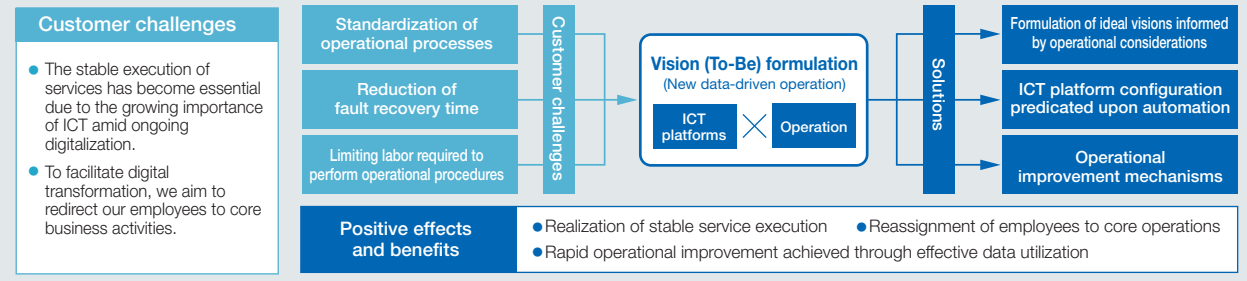 Customer challenges
● The stable execution of
services has become essential
due to the growing importance
of ICT amid ongoing
digitalization.
● To facilitate digital
transformation, we aim to
redirect our employees to core
business activities.
Standardization of
operational processes
Reduction of
fault recovery time
Limiting labor required to
perform operational procedures
Customer challenges
Vision (To-Be) formulation
(New data-driven operation)
ICT
platforms
Operation
Solutions
Formulation of ideal visions informed
by operational considerations
ICT platform configuration
predicated upon automation
Operational
improvement mechanisms
Positive effects
and benefits
● Realization of stable service execution ● Reassignment of employees to core operations
● Rapid operational improvement achieved through effective data utilization